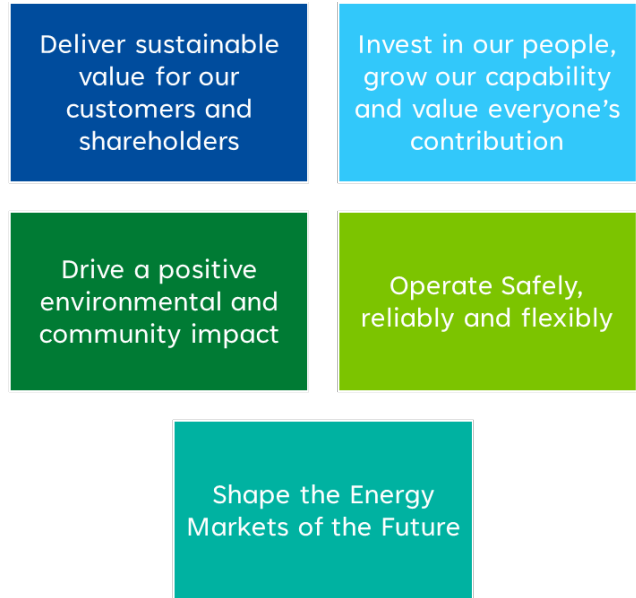 Deliver sustainable
value for our
customers and
shareholders
Invest in our people,
grow our capability
and value everyone's
contribution
Drive a positive
environmental and
community impact
Operate Safely,
reliably and flexibly
Shape the Energy
Markets of the Future